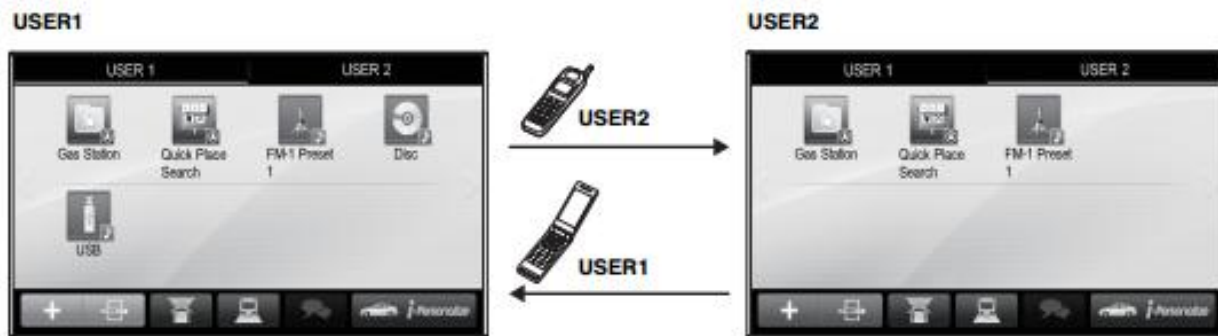 USER1
USER2
USER 1
USER 2
Gas Station
Quick Place
Search
FM-1 Preset
1
Disc
USB
i-Personalize
USER2
USER1
USER 1
USER 2
Gas Station
Quick Place
Search
FM-1 Preset
1
i-Personalize